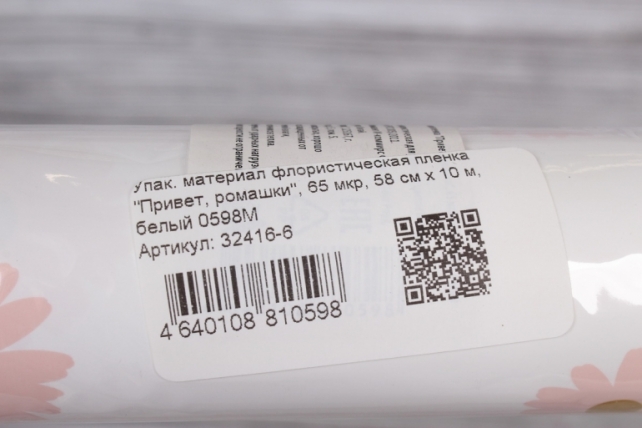 Упак. материал флористическая пленка
"Привет, ромашки", 65 мкр, 58 см х 10 м,
белый 0598М
Артикул: 32416-6
4 640108 810598